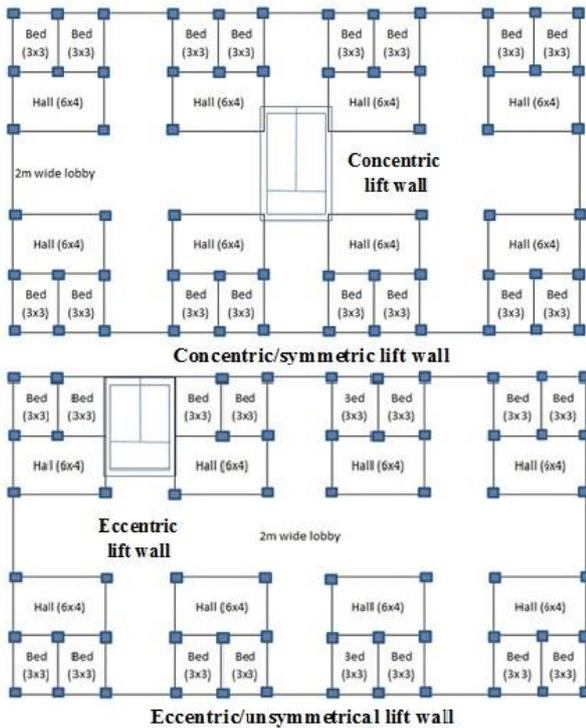 Bed Bed Bed Bed Bed Bed Bed Bed
(3x3) (3x3) (3x3) (3x3) (3x3) (3x3) (3x3) (3x3)
Hall (6x4) Hall (6x4) Hall (6x4) Hall (6x4)
Concentric
2m wide lobby lift wall
Hall (6x4) Hall (6x4) Hall (6x4) Hall (6x4)
Bed Bed Bed Bed Bed Bed Bed Bed
(3x3) (3x3) (3x3) (3x3) (3x3) (3x3) (3x3) (3x3)
Concentric/symmetric lift wall
Bed Bed Bed Bed Bed Bed Bed Bed
(3x3) (3x3) (3x3) (3x3) (3x3) (3x3) (3x3) (3x3)
Hall (6x4) Hall (6x4) Hall (6x4) Hall (6x4)
Eccentric
lift wall
2m wide lobby
Hall (6x4) Hall (6x4) Hall (6x4) Hall (6x4)
Bed Bed Bed Bed Bed Bed Bed Bed
(3x3) (3x3) (3x3) (3x3) (3x3) (3x3) (3x3) (3x3)
Eccentric/unsymmetrical lift wall